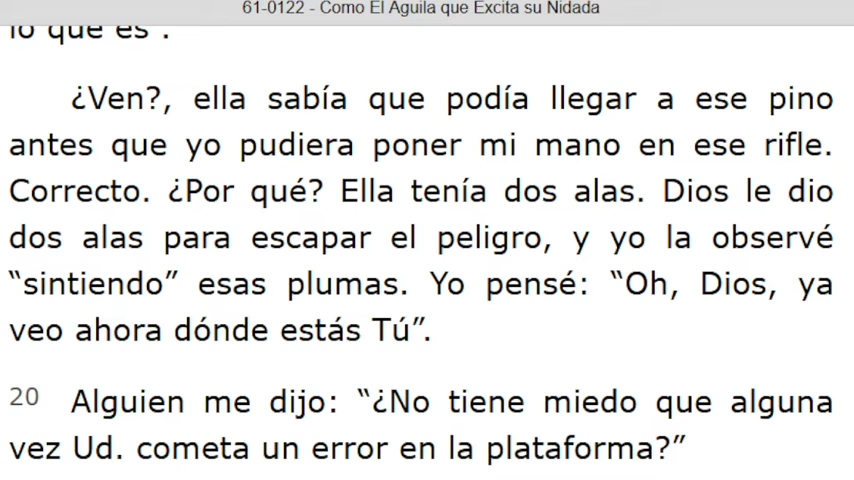 61-0122 - Como El Aguila que Excita su Nidada
lo que es".
¿Ven?, ella sabía que podía llegar a ese pino
antes que yo pudiera poner mi mano en ese rifle.
Correcto. ¿Por qué? Ella tenía dos alas. Dios le dio
dos alas para escapar el peligro, y yo la observé
“sintiendo” esas plumas. Yo pensé: “Oh, Dios, ya
veo ahora dónde estás Tú”.
20 Alguien me dijo: “¿No tiene miedo que alguna
vez Ud. cometa un error en la plataforma?”